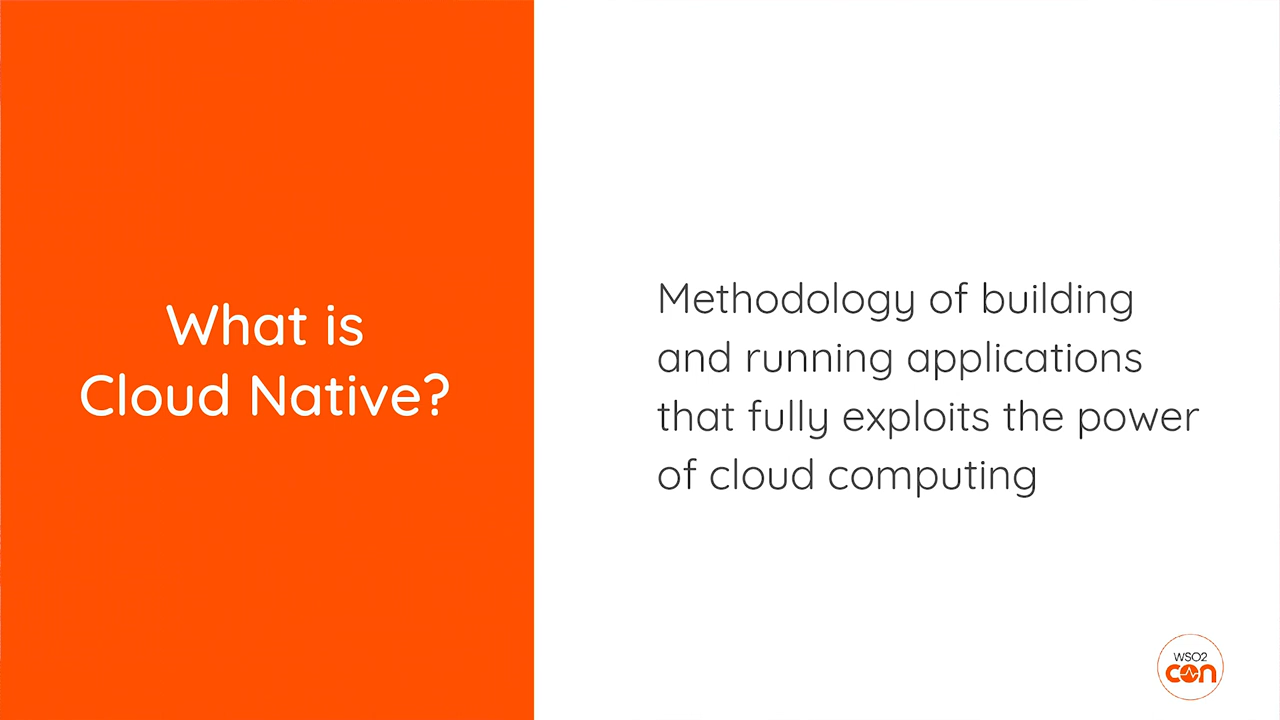 What is
Cloud Native?
Methodology of building
and running applications
that fully exploits the power
of cloud computing
WSO2
con